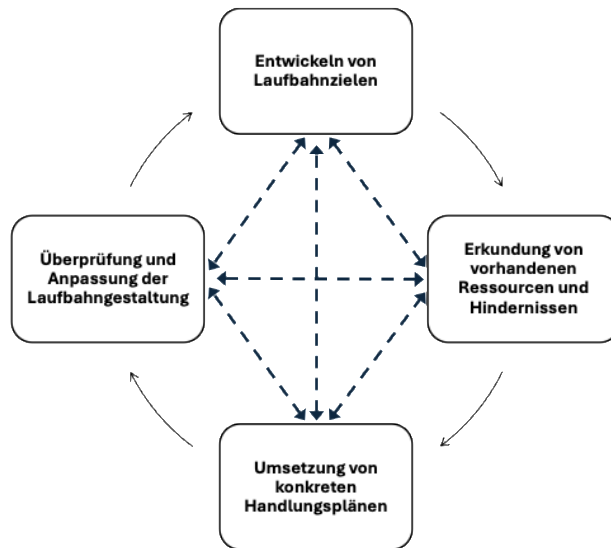 Entwickeln von
Laufbahnzielen
Überprüfung und
Anpassung der
Laufbahngestaltung
Erkundung von
vorhandenen
Ressourcen und
Hindernissen
Umsetzung von
konkreten
Handlungsplänen